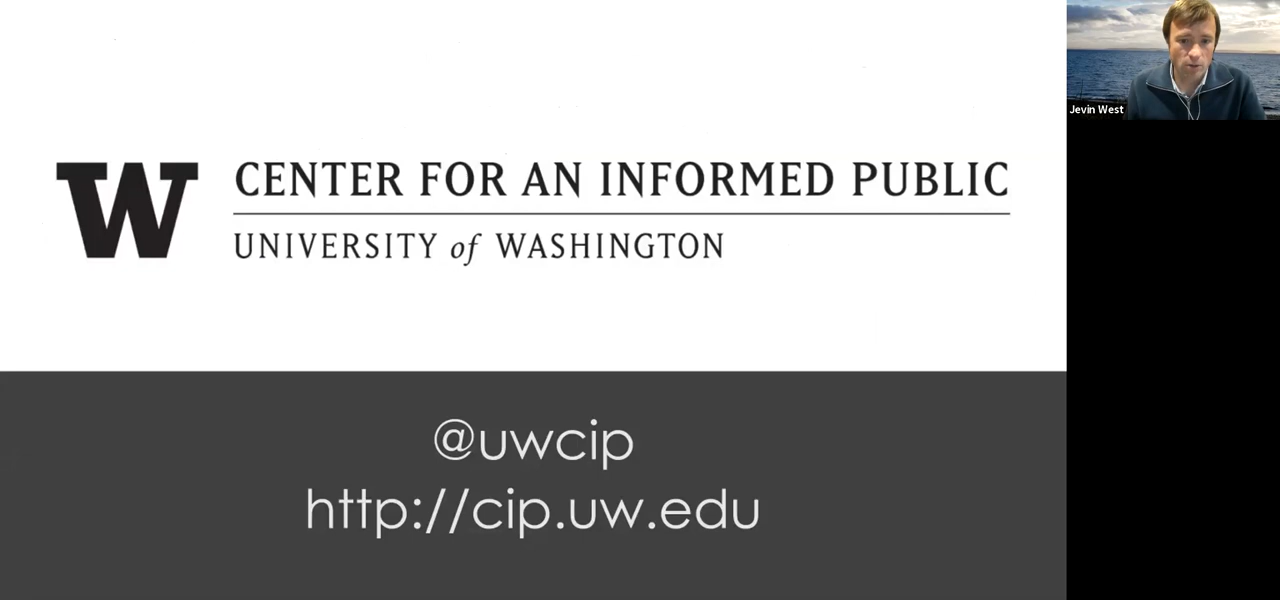 W
CENTER FOR AN INFORMED PUBLIC
UNIVERSITY of WASHINGTON
@uwcip
http://cip.uw.edu
Jevin West